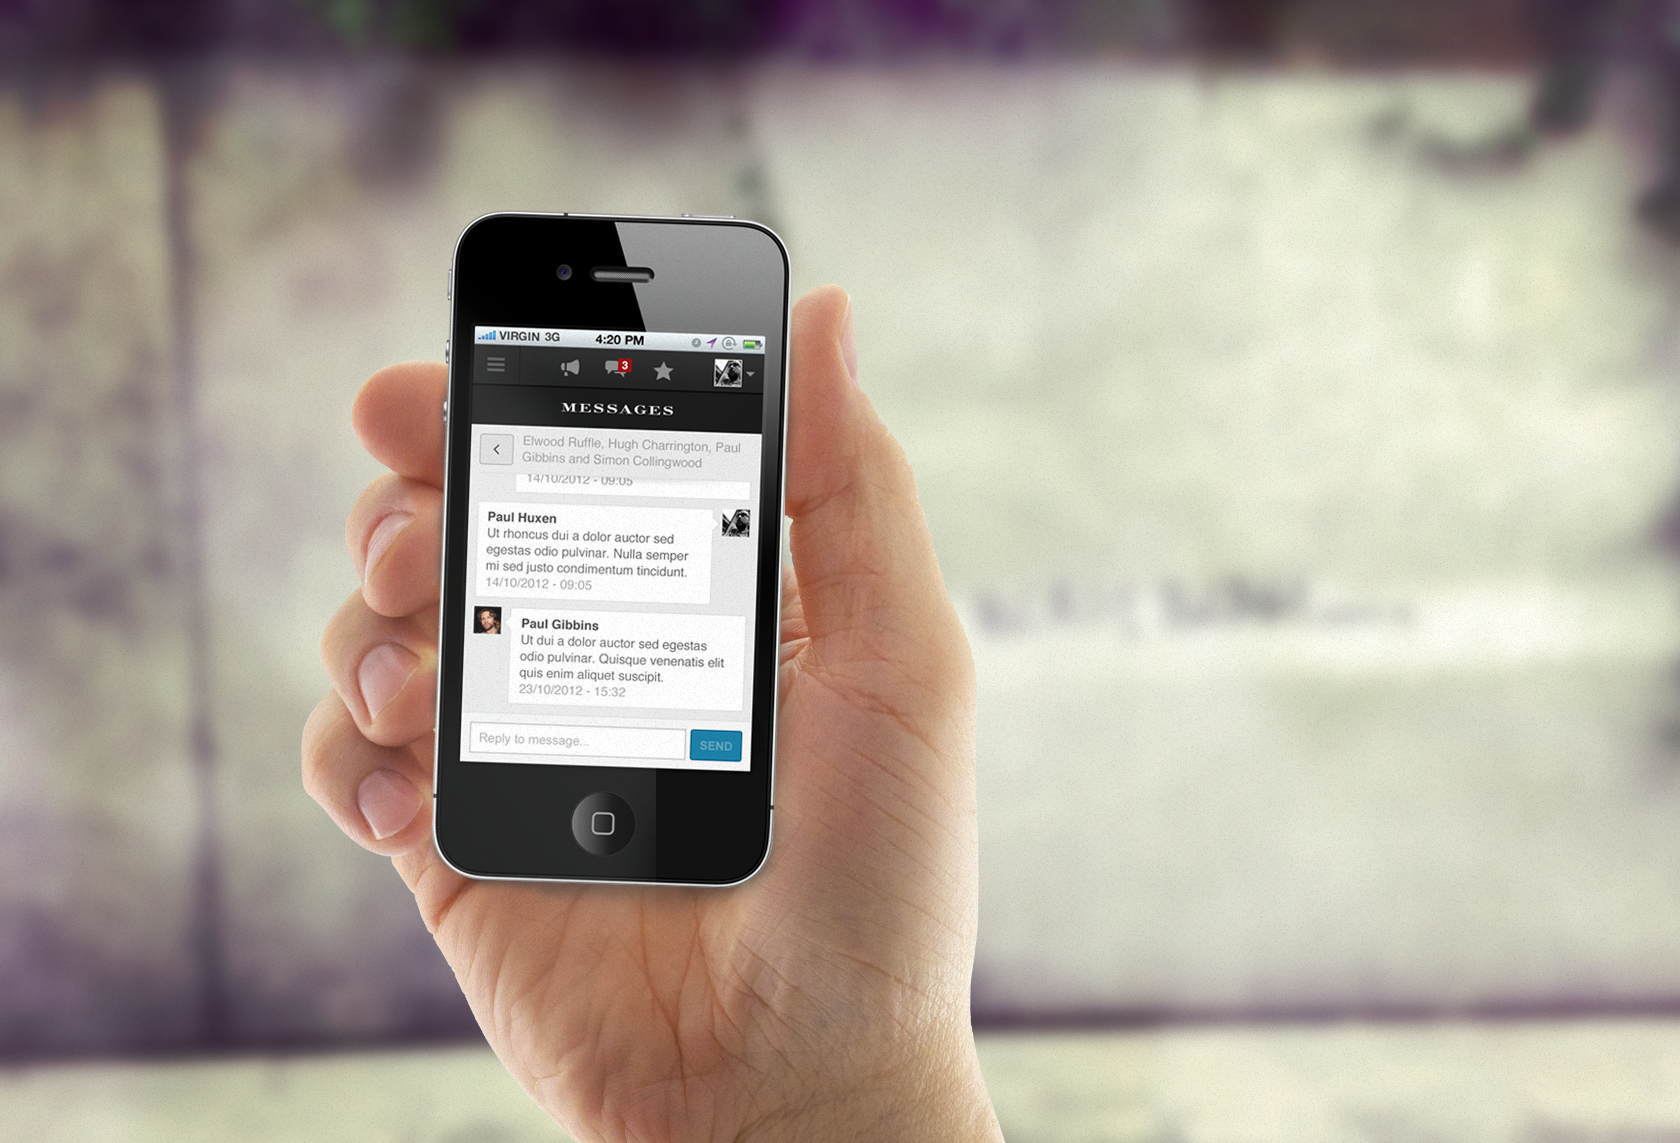 VIRGIN 3G 4:20 PM
3
MESSAGES
Elwood Ruffle, Hugh Charrington, Paul
Gibbins and Simon Collingwood
14/10/2012 - 09:05
Paul Huxen
Ut rhoncus dui a dolor auctor sed
egestas odio pulvinar. Nulla semper
mi sed justo condimentum tincidunt.
14/10/2012 - 09:05
Paul Gibbins
Ut dui a dolor auctor sed egestas
odio pulvinar. Quisque venenatis elit
quis enim aliquet suscipit.
23/10/2012 - 15:32
Reply to message...
SEND